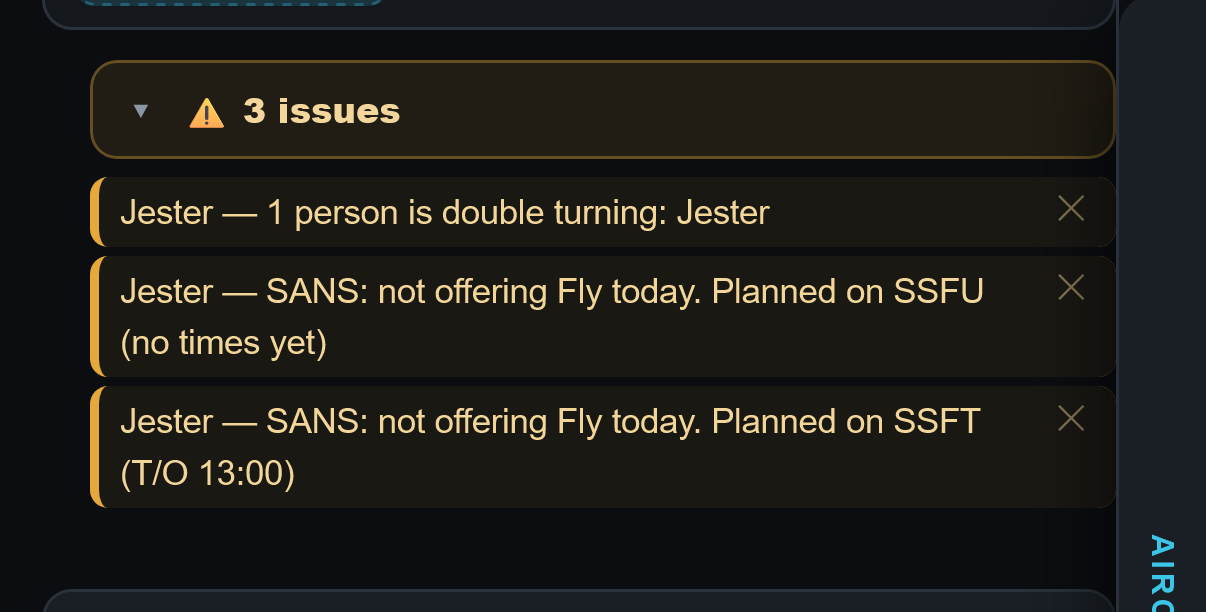 3 issues
Jester — 1 person is double turning: Jester
Jester — SANS: not offering Fly today. Planned on SSFU
(no times yet)
Jester — SANS: not offering Fly today. Planned on SSFT
(T/O 13:00)